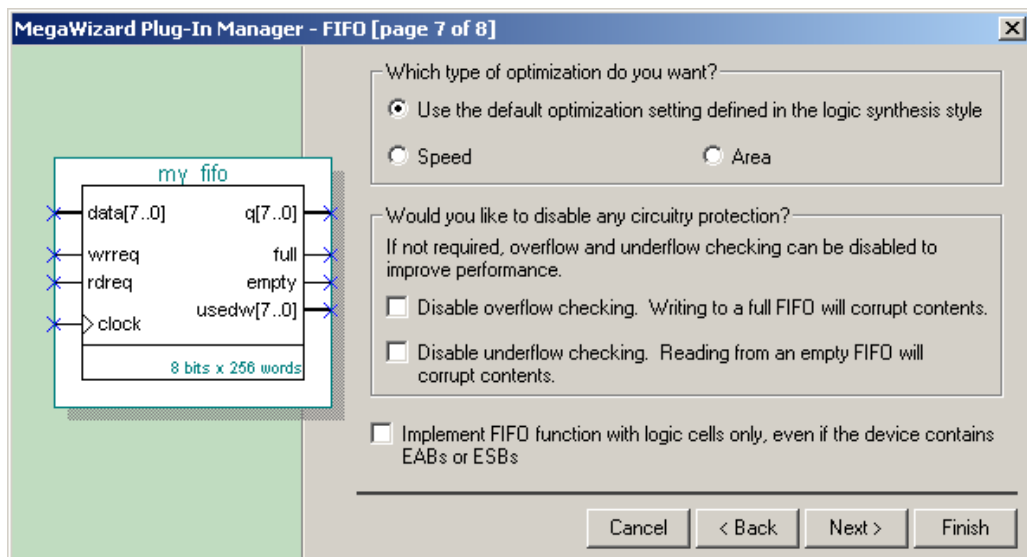 MegaWizard Plug-In Manager - FIFO [page 7 of 8]
my fifo
data[7..0]
q[7..0]
wrreq
full
rdreq
empty
usedw[7..0]
clock
8 bits x 256 words
Which type of optimization do you want?
Use the default optimization setting defined in the logic synthesis style
Speed
Area
Would you like to disable any circuitry protection?
If not required, overflow and underflow checking can be disabled to
improve performance.
Disable overflow checking. Writing to a full FIFO will corrupt contents.
Disable underflow checking. Reading from an empty FIFO will
corrupt contents.
Implement FIFO function with logic cells only, even if the device contains
EABs or ESBs
Cancel
< Back
Next >
Finish